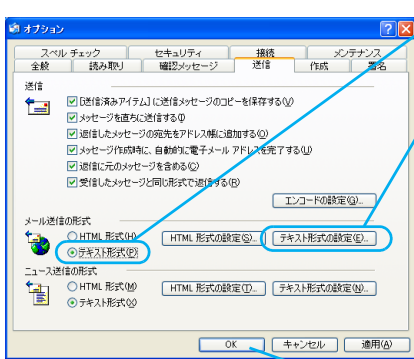 オプション
スペル チェック セキュリティ 接続 メンテナンス
全般 読み取り 確認メッセージ 送信 作成 署名
送信
[送信済みアイテム] に送信メッセージのコピーを保存する(V)
メッセージを直ちに送信する(I)
返信したメッセージの宛先をアドレス帳に追加する(O)
メッセージ作成時に、自動的に電子メール アドレスを完了する(U)
返信に元のメッセージを含める(C)
受信したメッセージと同じ形式で返信する(R)
エンコードの設定(G)...
メール送信の形式
HTML 形式(H) HTML 形式の設定(S)... テキスト形式の設定(E)...
テキスト形式(P)
ニュース送信の形式
HTML 形式(M) HTML 形式の設定(T)... テキスト形式の設定(N)...
テキスト形式(X)
OK キャンセル 適用(A)